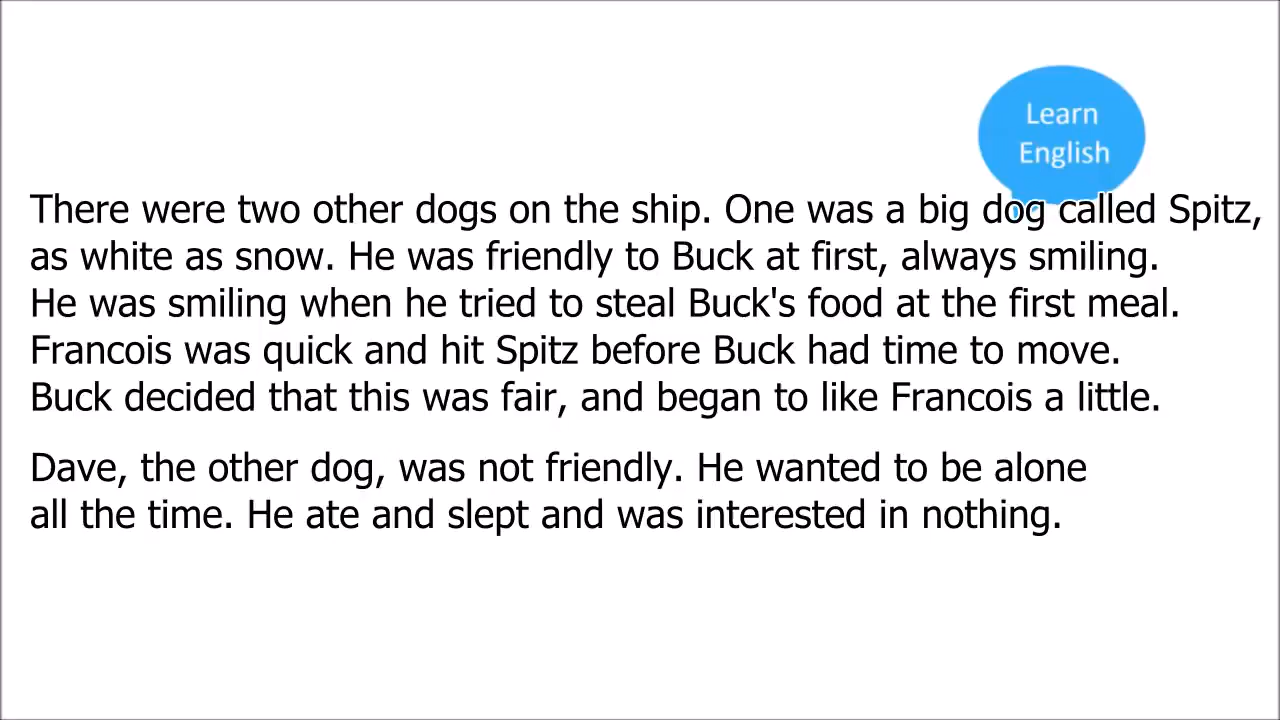 Learn
English
There were two other dogs on the ship. One was a big dog called Spitz,
as white as snow. He was friendly to Buck at first, always smiling.
He was smiling when he tried to steal Buck's food at the first meal.
Francois was quick and hit Spitz before Buck had time to move.
Buck decided that this was fair, and began to like Francois a little.
Dave, the other dog, was not friendly. He wanted to be alone
all the time. He ate and slept and was interested in nothing.